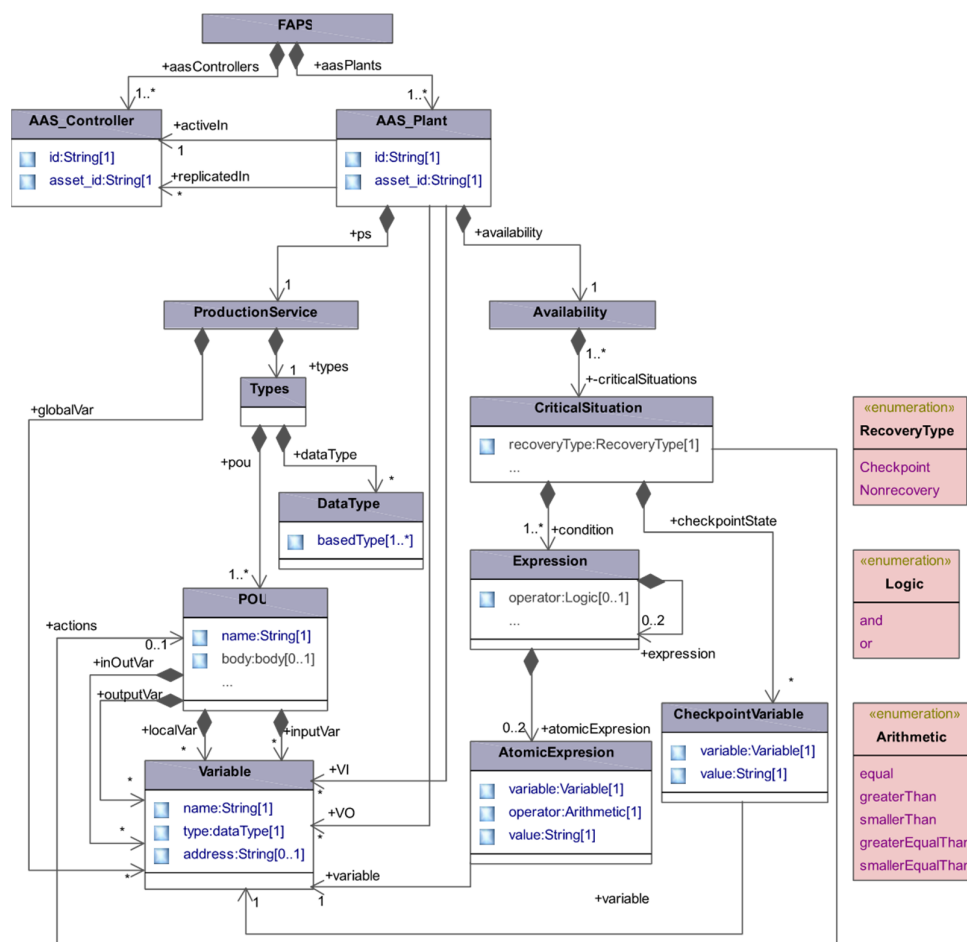 FAPS
+aasControllers
+aasPlants
1..*
1..*
AAS_Controller
id:String[1]
asset_id:String[1
+activeIn
1
+replicatedIn
*
AAS_Plant
id:String[1]
asset_id:String[1]
+ps
1
+availability
1
ProductionService
Availability
+types
1
1..*
+-criticalSituations
Types
+globalVar
+pou
+dataType
*
DataType
basedType[1..*]
CriticalSituation
recoveryType:RecoveryType[1]
...
«enumeration»
RecoveryType
Checkpoint
Nonrecovery
1..*
+condition
+checkpointState
*
Expression
operator:Logic[0..1]
...
0..2
+expression
«enumeration»
Logic
and
or
1..*
POU
name:String[1]
body:body[0..1]
...
+actions
0..1
+inOutVar
+outputVar
+localVar
*
+inputVar
*
0..2
+atomicExpresion
CheckpointVariable
variable:Variable[1]
value:String[1]
«enumeration»
Arithmetic
equal
greaterThan
smallerThan
greaterEqualThan
smallerEqualThan
Variable
name:String[1]
type:dataType[1]
address:String[0..1]
*
*
*
+VI
*
+VO
*
AtomicExpresion
variable:Variable[1]
operator:Arithmetic[1]
value:String[1]
+variable
1
+variable
1